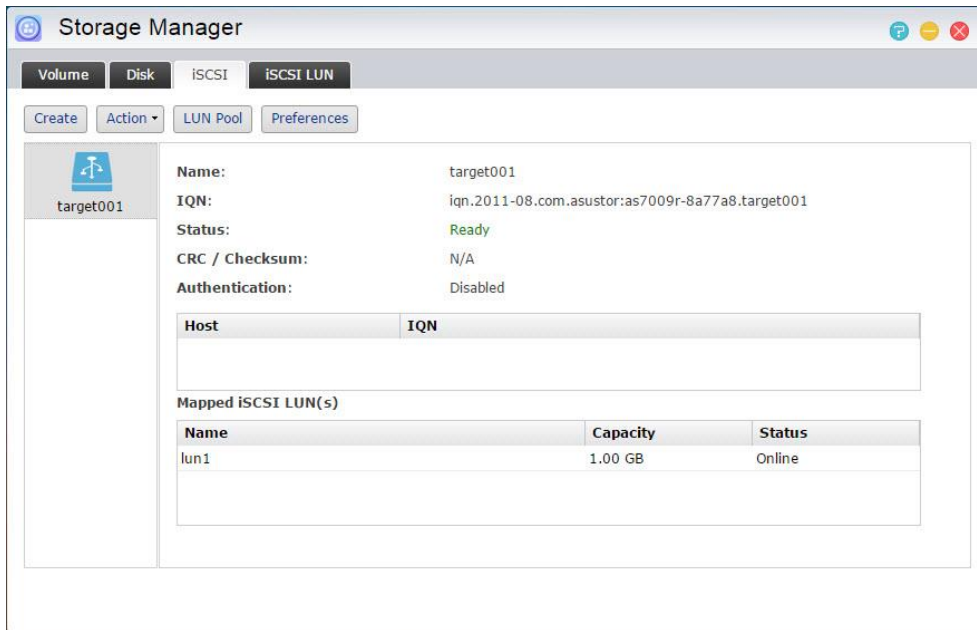 Storage Manager
Volume Disk iSCSI iSCSI LUN
Create Action LUN Pool Preferences
target001
Name: target001
IQN: iqn.2011-08.com.asustor:as7009r-8a77a8.target001
Status: Ready
CRC / Checksum: N/A
Authentication: Disabled
Host IQN
Mapped iSCSI LUN(s)
Name Capacity Status
lun1 1.00 GB Online